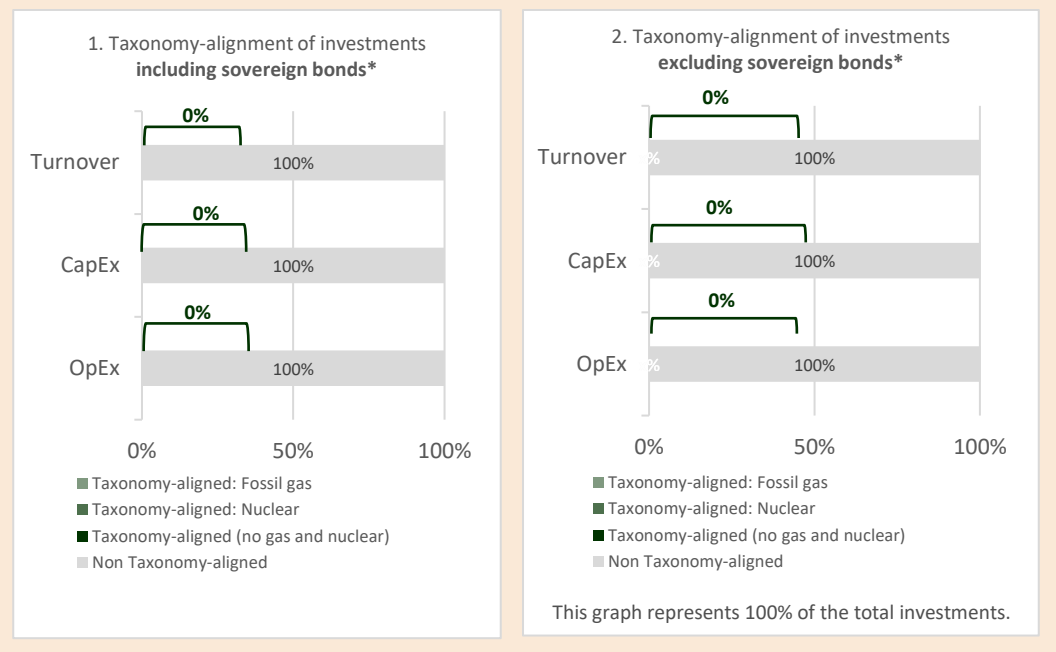 1. Taxonomy-alignment of investments
including sovereign bonds*
0%
Turnover
100%
0%
CapEx
100%
0%
OpEx
100%
0%
50%
100%
Taxonomy-aligned: Fossil gas
Taxonomy-aligned: Nuclear
Taxonomy-aligned (no gas and nuclear)
Non Taxonomy-aligned
2. Taxonomy-alignment of investments
excluding sovereign bonds*
0%
Turnover
%
100%
0%
CapEx
%
100%
0%
OpEx
%
100%
0%
50%
100%
Taxonomy-aligned: Fossil gas
Taxonomy-aligned: Nuclear
Taxonomy-aligned (no gas and nuclear)
Non Taxonomy-aligned
This graph represents 100% of the total investments.